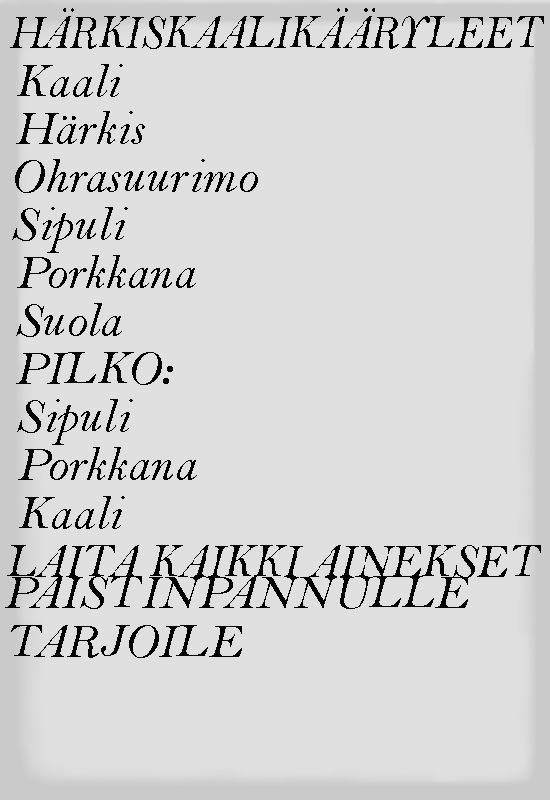 HÄRKISKAALIKÄÄRYLEET
Kaali
Härkis
Ohrasuurimo
Sipuli
Porkkana
Suola
PILKO:
Sipuli
Porkkana
Kaali
LAITA KAIKKI AINEKSET
PAISTINPANNULLE
TARJOILE